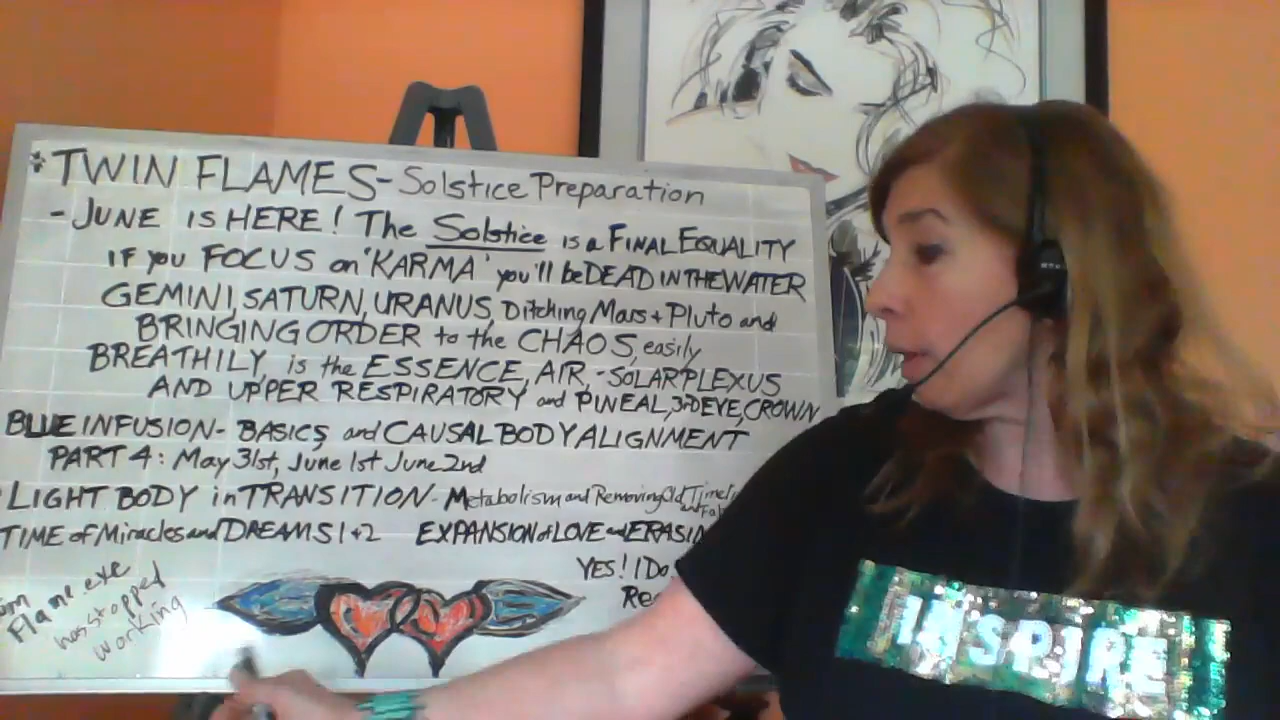 * TWIN FLAMES - Solstice Preparation
- JUNE IS HERE! The Solstice is a FINAL EQUALITY
IF you FOCUS on "KARMA" you'll be DEAD IN THE WATER
GEMINI, SATURN, URANUS, Ditching Mars + Pluto and
BRINGING ORDER to the CHAOS, easily
BREATHILY, is the ESSENCE, AIR, - SOLAR PLEXUS
AND UPPER RESPIRATORY and PINEAL, 3RD EYE, CROWN
BLUE INFUSION - BASICS and CAUSAL BODY ALIGNMENT
PART 4: May 31st, June 1st June 2nd
LIGHT BODY in TRANSITION - Metabolism and Removing Old
and
TIME of Miracles and DREAMS 1 + 2 EXPANSION of LOVE and
YES! I Do
Flame.exe
has stopped
working
INSPIRE